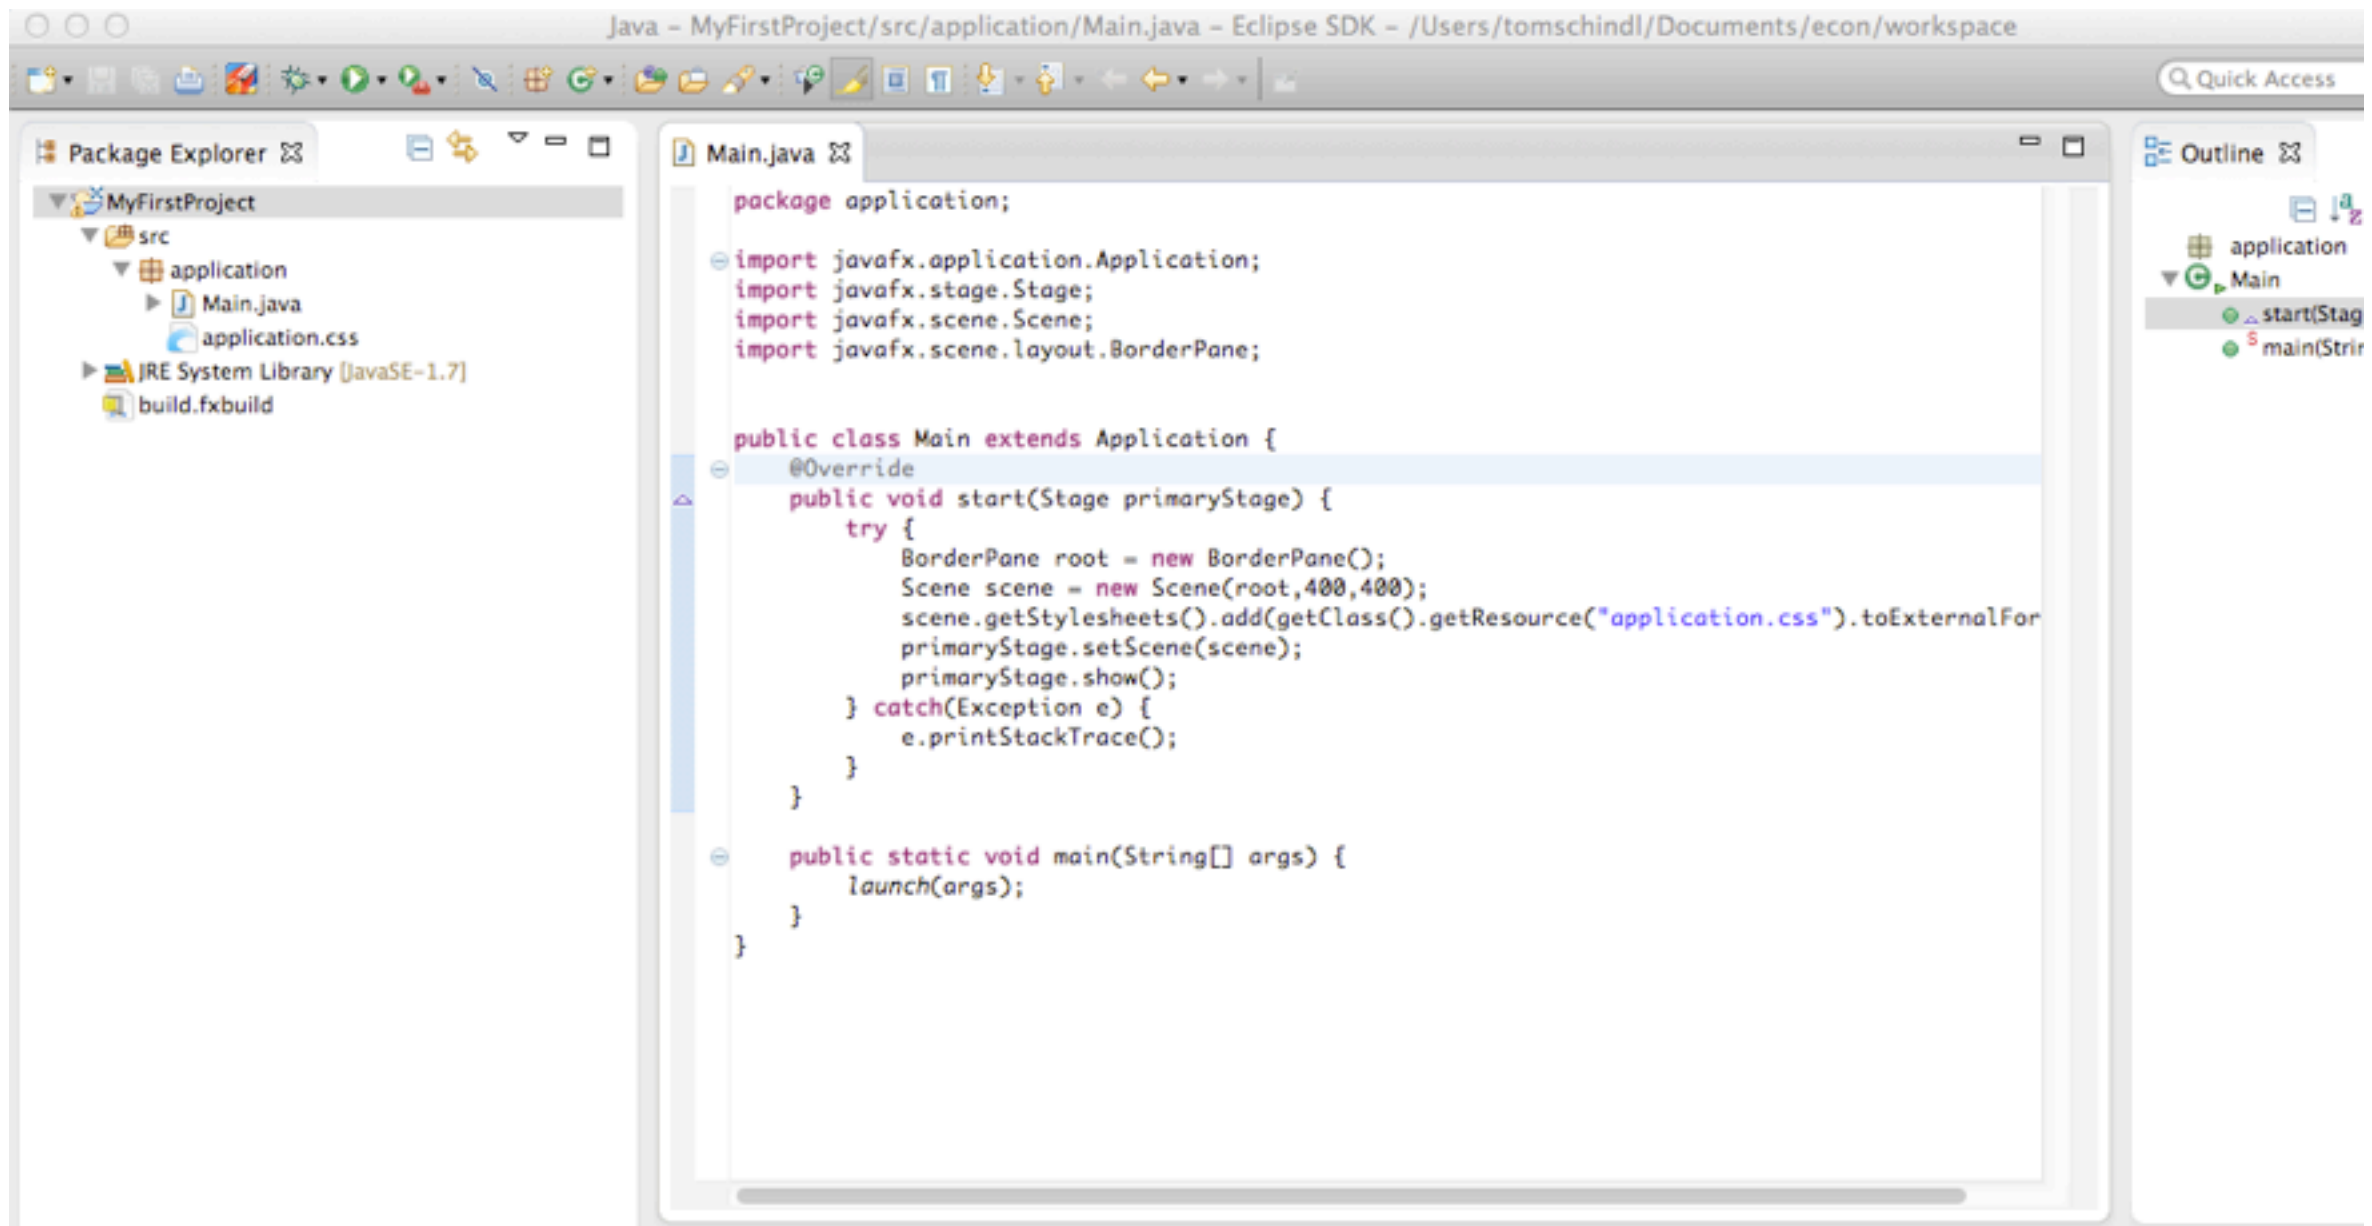 Java – MyFirstProject/src/application/Main.java – Eclipse SDK – /Users/tomschindl/Documents/econ/workspace
Quick Access
Package Explorer
MyFirstProject
src
application
Main.java
application.css
JRE System Library [JavaSE-1.7]
build.fxbuild
Main.java
package application;
import javafx.application.Application;
import javafx.stage.Stage;
import javafx.scene.Scene;
import javafx.scene.layout.BorderPane;
public class Main extends Application {
@Override
public void start(Stage primaryStage) {
try {
BorderPane root = new BorderPane();
Scene scene = new Scene(root,400,400);
scene.getStylesheets().add(getClass().getResource("application.css").toExternalFor
primaryStage.setScene(scene);
primaryStage.show();
} catch(Exception e) {
e.printStackTrace();
}
}
public static void main(String[] args) {
launch(args);
}
}
Outline
application
Main
start(Stag
main(Strin